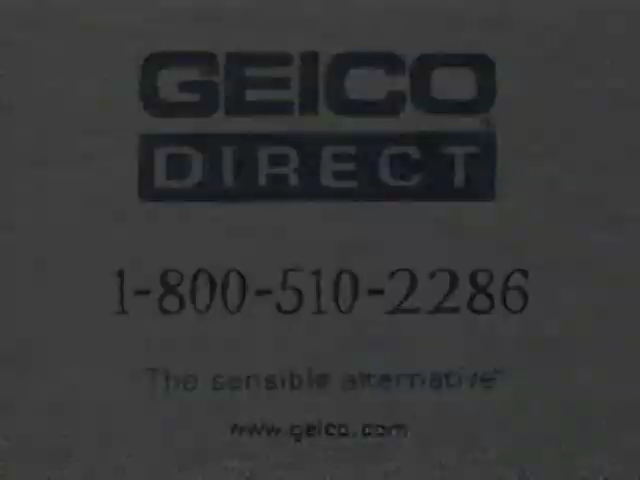 GEICO
DIRECT
1-800-510-2286
The sensible alternative
www.geico.com